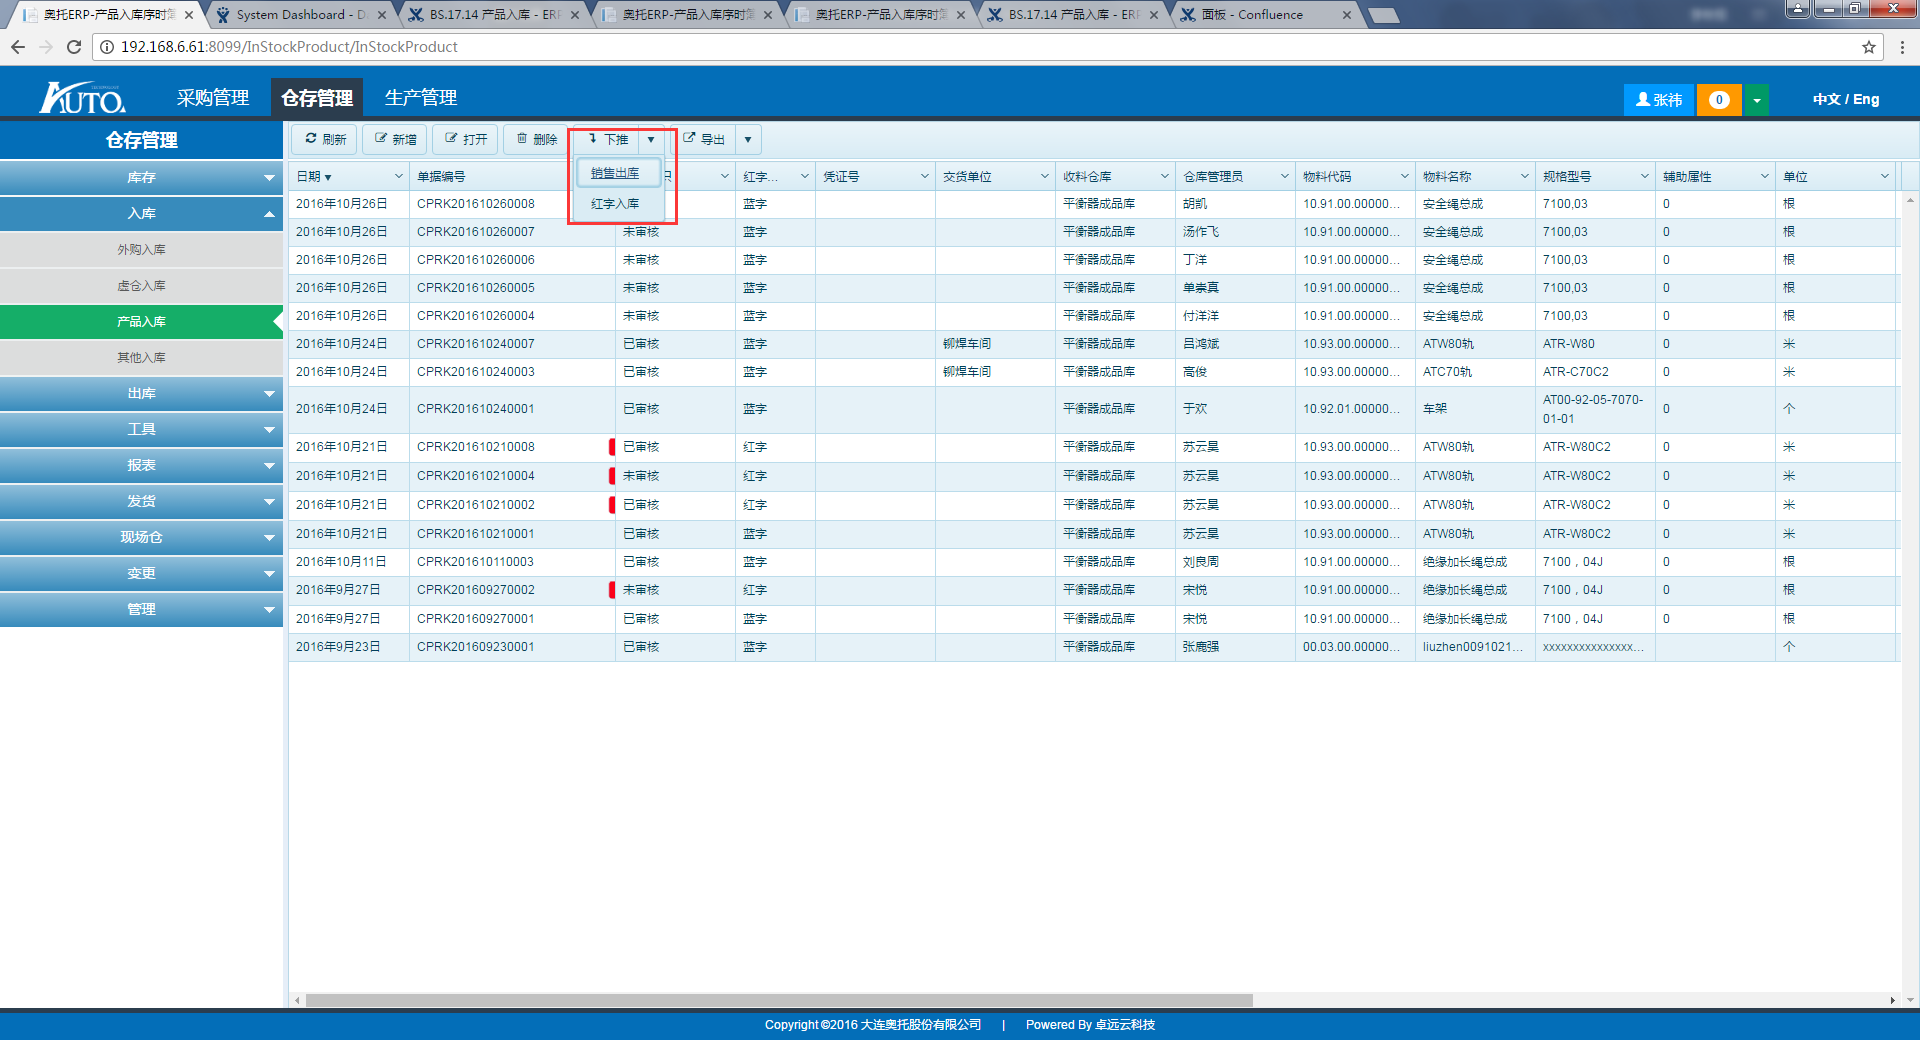 奥托ERP-产品入库序时簿
System Dashboard - D
BS.17.14 产品入库 - ERP
奥托ERP-产品入库序时簿
奥托ERP-产品入库序时簿
BS.17.14 产品入库 - ERP
面板 - Confluence
192.168.6.61:8099/InStockProduct/InStockProduct
AUTO.
采购管理 仓存管理 生产管理
张祎 0 中文 / Eng
仓存管理
库存
入库
外购入库
虚仓入库
产品入库
其他入库
出库
工具
报表
发货
现场仓
变更
管理
刷新 新增 打开 删除 下推 导出
销售出库
红字入库
日期 单据编号 红字... 凭证号 交货单位 收料仓库 仓库管理员 物料代码 物料名称 规格型号 辅助属性 单位
2016年10月26日 CPRK201610260008 蓝字 平衡器成品库 胡凯 10.91.00.00000... 安全绳总成 7100,03 0 根
2016年10月26日 CPRK201610260007 未审核 蓝字 平衡器成品库 汤作飞 10.91.00.00000... 安全绳总成 7100,03 0 根
2016年10月26日 CPRK201610260006 未审核 蓝字 平衡器成品库 丁洋 10.91.00.00000... 安全绳总成 7100,03 0 根
2016年10月26日 CPRK201610260005 未审核 蓝字 平衡器成品库 单崇真 10.91.00.00000... 安全绳总成 7100,03 0 根
2016年10月26日 CPRK201610260004 未审核 蓝字 平衡器成品库 付洋洋 10.91.00.00000... 安全绳总成 7100,03 0 根
2016年10月24日 CPRK201610240007 已审核 蓝字 铆焊车间 平衡器成品库 吕鸿斌 10.93.00.00000... ATW80轨 ATR-W80 0 米
2016年10月24日 CPRK201610240003 已审核 蓝字 铆焊车间 平衡器成品库 高俊 10.93.00.00000... ATC70轨 ATR-C70C2 0 米
2016年10月24日 CPRK201610240001 已审核 蓝字 平衡器成品库 于欢 10.92.01.00000... 车架 AT00-92-05-7070-01-01 0 个
2016年10月21日 CPRK201610210008 已审核 红字 平衡器成品库 苏云昊 10.93.00.00000... ATW80轨 ATR-W80C2 0 米
2016年10月21日 CPRK201610210004 未审核 红字 平衡器成品库 苏云昊 10.93.00.00000... ATW80轨 ATR-W80C2 0 米
2016年10月21日 CPRK201610210002 已审核 红字 平衡器成品库 苏云昊 10.93.00.00000... ATW80轨 ATR-W80C2 0 米
2016年10月21日 CPRK201610210001 已审核 蓝字 平衡器成品库 苏云昊 10.93.00.00000... ATW80轨 ATR-W80C2 0 米
2016年10月11日 CPRK201610110003 已审核 蓝字 平衡器成品库 刘良周 10.91.00.00000... 绝缘加长绳总成 7100，04J 0 根
2016年9月27日 CPRK201609270002 未审核 红字 平衡器成品库 宋悦 10.91.00.00000... 绝缘加长绳总成 7100，04J 0 根
2016年9月27日 CPRK201609270001 已审核 蓝字 平衡器成品库 宋悦 10.91.00.00000... 绝缘加长绳总成 7100，04J 0 根
2016年9月23日 CPRK201609230001 已审核 蓝字 平衡器成品库 张鹿强 00.03.00.00000... liuzhen0091021... xxxxxxxxxxxxxxx... 个
Copyright ©2016 大连奥托股份有限公司 | Powered By 卓远云科技